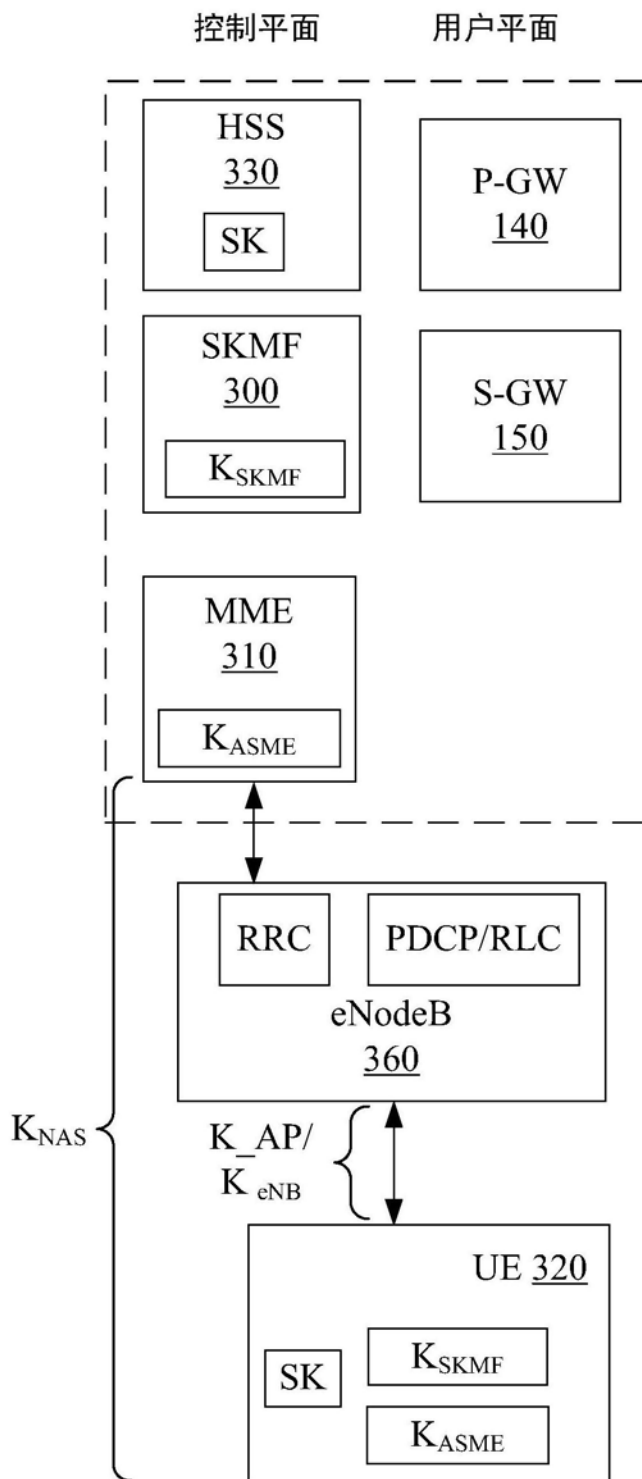 控制平面 用户平面
HSS
330
SK
P-GW
140
SKMF
300
K_SKMF
S-GW
150
MME
310
K_ASME
RRC
PDCP/RLC
eNodeB
360
K_NAS
K_AP/
K eNB
UE 320
SK
K_SKMF
K_ASME